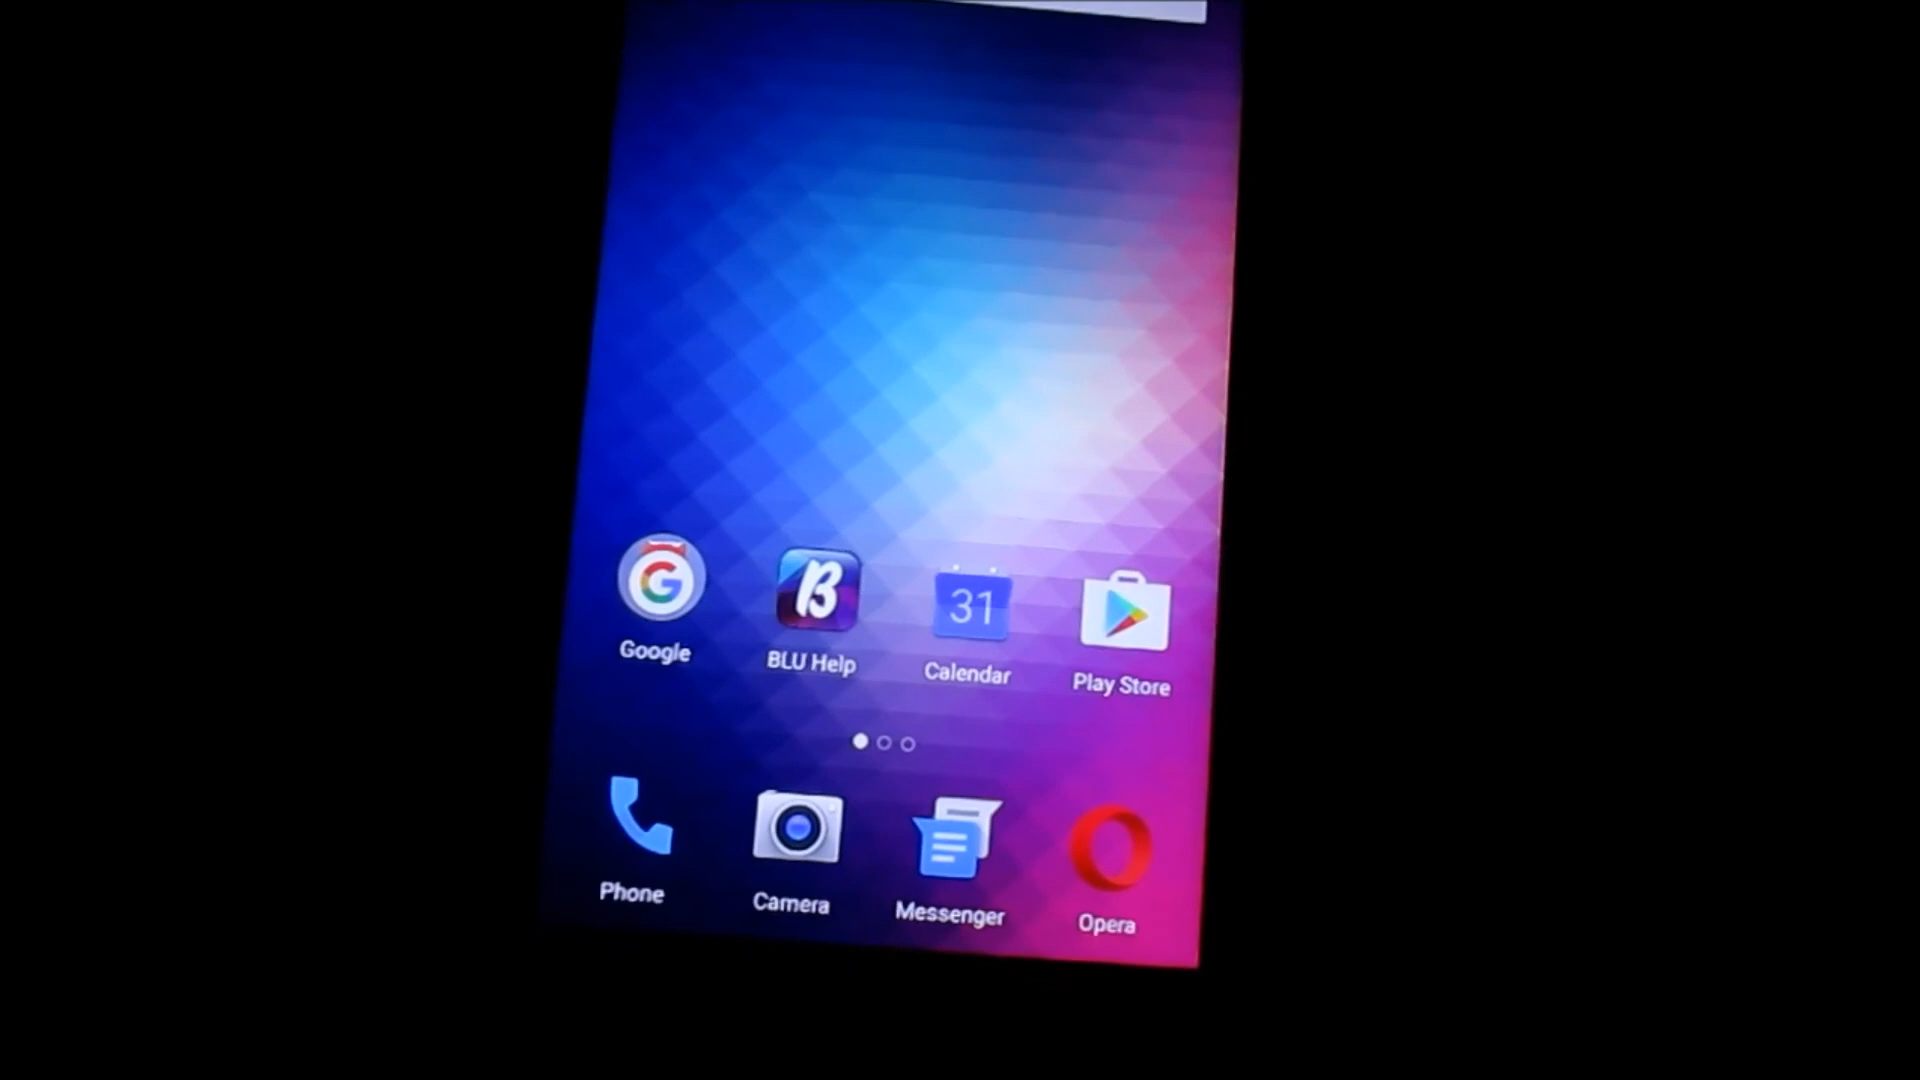 G
B
31
Google
BLU Help
Calendar
Play Store
Phone
Camera
Messenger
Opera